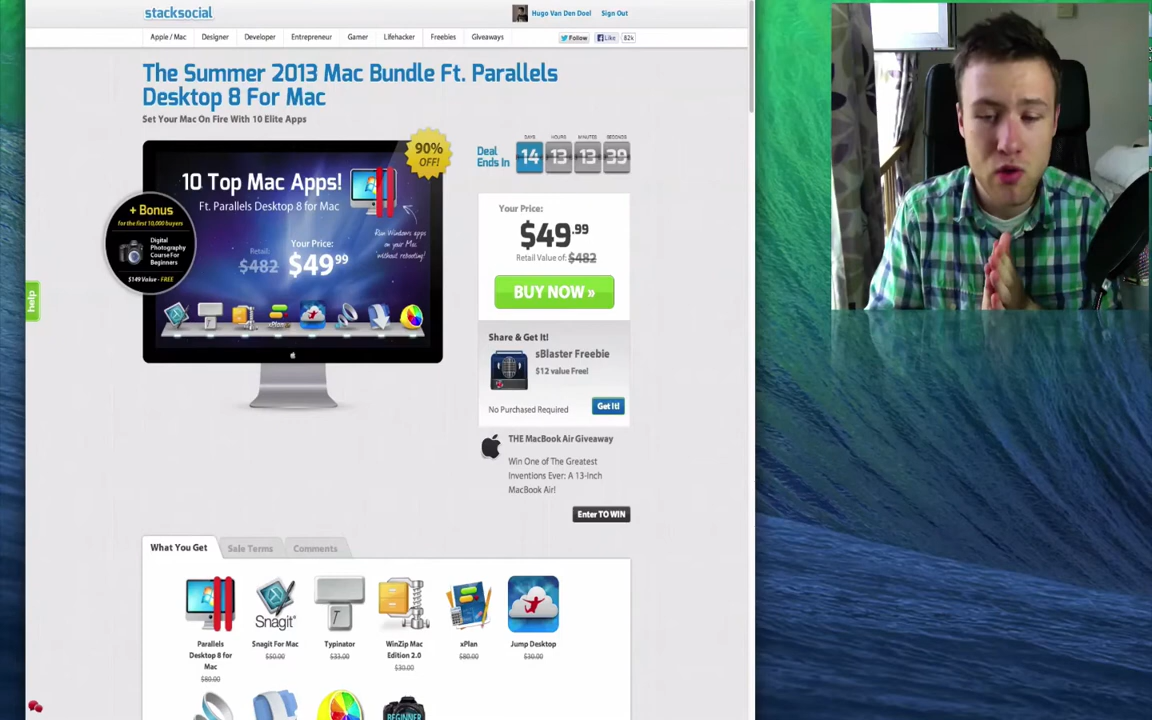 stacksocial
Hugo Van Den Doel
Sign Out
Apple / Mac
Designer
Developer
Entrepreneur
Gamer
Lifehacker
Freebies
Giveaways
Follow
Like
82k
The Summer 2013 Mac Bundle Ft. Parallels
Desktop 8 For Mac
Set Your Mac On Fire With 10 Elite Apps
90%
OFF!
10 Top Mac Apps!
Ft. Parallels Desktop 8 for Mac
Run Windows apps
on your Mac
without rebooting!
Retail:
$482
Your Price:
$49.99
+ Bonus
For the first 10,000 buyers
Digital
Photography
Course For
Beginners
$149 Value - FREE
Deal
Ends In
DAYS
HOURS
MINUTES
SECONDS
14
13
13
39
Your Price:
$49.99
Retail Value of: $482
BUY NOW »
Share & Get It!
sBlaster Freebie
$12 value Free!
No Purchased Required
Get It!
THE MacBook Air Giveaway
Win One of The Greatest
Inventions Ever: A 13-Inch
MacBook Air!
Enter TO WIN
help
What You Get
Sale Terms
Comments
Snagit
T
xPlan
Parallels
Desktop 8 for
Mac
$80.00
Snagit For Mac
$50.00
Typinator
$33.00
WinZip Mac
Edition 2.0
$30.00
xPlan
$80.00
Jump Desktop
$30.00
BEGINNER